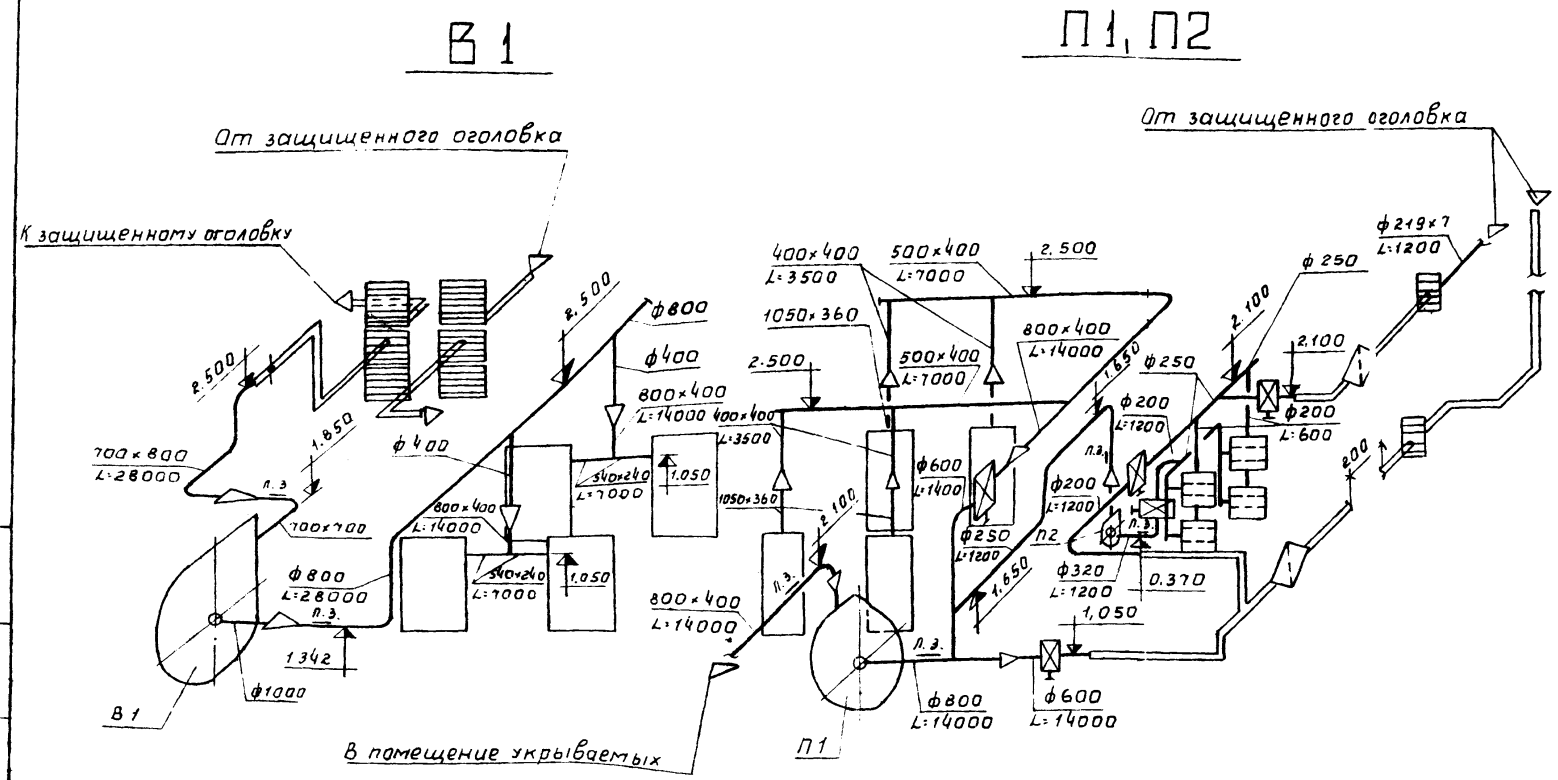 В 1
П1, П2
От защищенного оголовка
К защищенному оголовку
2.500
1.850
700×800
L=28000
п.з
700×700
2.500
ф800
ф400
800×400
L=14000
ф400
540×240
L=7000
1.050
800×400
L=14000
540×240
L=7000
1.050
ф800
L=28000
п.з.
1342
ф1000
В 1
В помещение укрываемых
От защищенного оголовка
400×400
L=3500
500×400
L=7000
2,500
1050×360
800×400
L=14000
2.500
500×400
L=7000
400×400
L=3500
1.650
1050×360
ф600
L=1400
ф250
L=1200
п.з.
2.100
800×400
L=14000
п.з.
П1
ф800
L=14000
ф600
L=14000
1,050
1.650
ф219×7
L=1200
ф250
2.100
2,100
ф250
ф200
L=1200
ф200
L=600
п.з.
ф200
L=1200
П2
п.з.
ф320
L=1200
0.370
200